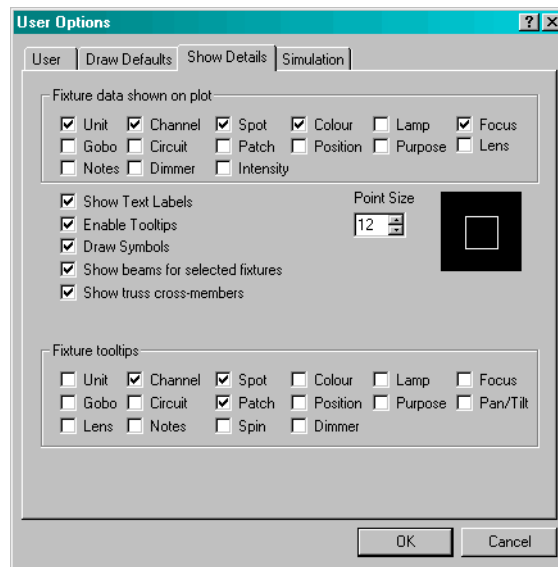 User Options
User Draw Defaults Show Details Simulation
Fixture data shown on plot
Unit Channel Spot Colour Lamp Focus
Gobo Circuit Patch Position Purpose Lens
Notes Dimmer Intensity
Show Text Labels
Point Size
Enable Tooltips
12
Draw Symbols
Show beams for selected fixtures
Show truss cross-members
Fixture tooltips
Unit Channel Spot Colour Lamp Focus
Gobo Circuit Patch Position Purpose Pan/Tilt
Lens Notes Spin Dimmer
OK Cancel